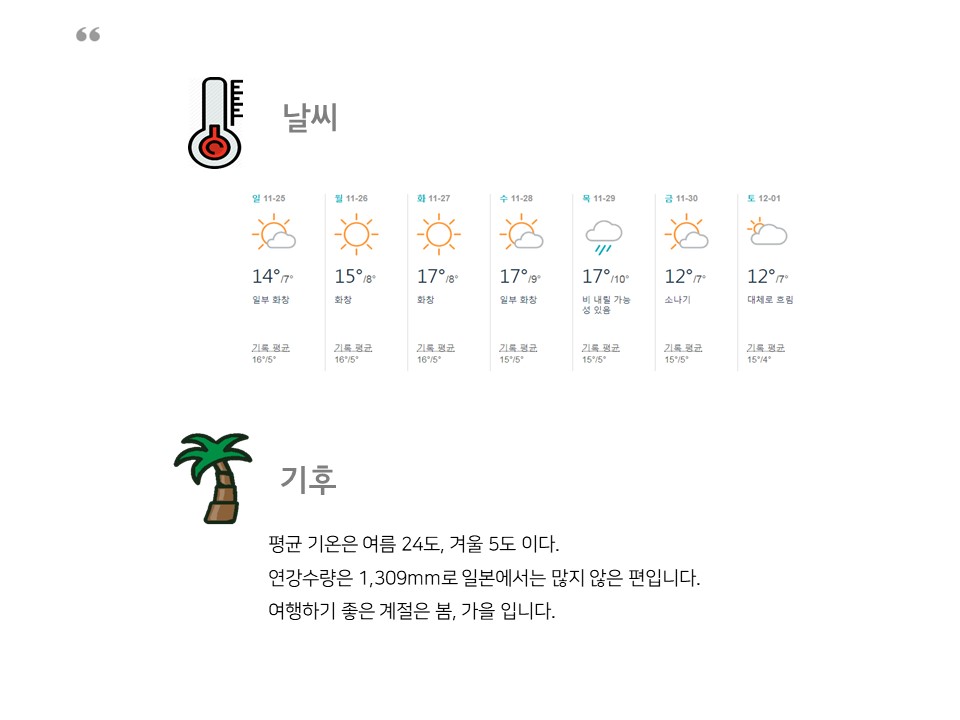 “
날씨
일 11-25 월 11-26 화 11-27 수 11-28 목 11-29 금 11-30 토 12-01
14°/7° 15°/8° 17°/8° 17°/9° 17°/10° 12°/7° 12°/7°
일부 화창 화창 화창 일부 화창 비 내릴 가능 소나기 대체로 흐림
성 있음
기록 평균 기록 평균 기록 평균 기록 평균 기록 평균 기록 평균 기록 평균
16°/5° 16°/5° 16°/5° 15°/5° 15°/5° 15°/5° 15°/4°
기후
평균 기온은 여름 24도, 겨울 5도 이다.
연강수량은 1,309mm로 일본에서는 많지 않은 편입니다.
여행하기 좋은 계절은 봄, 가을 입니다.